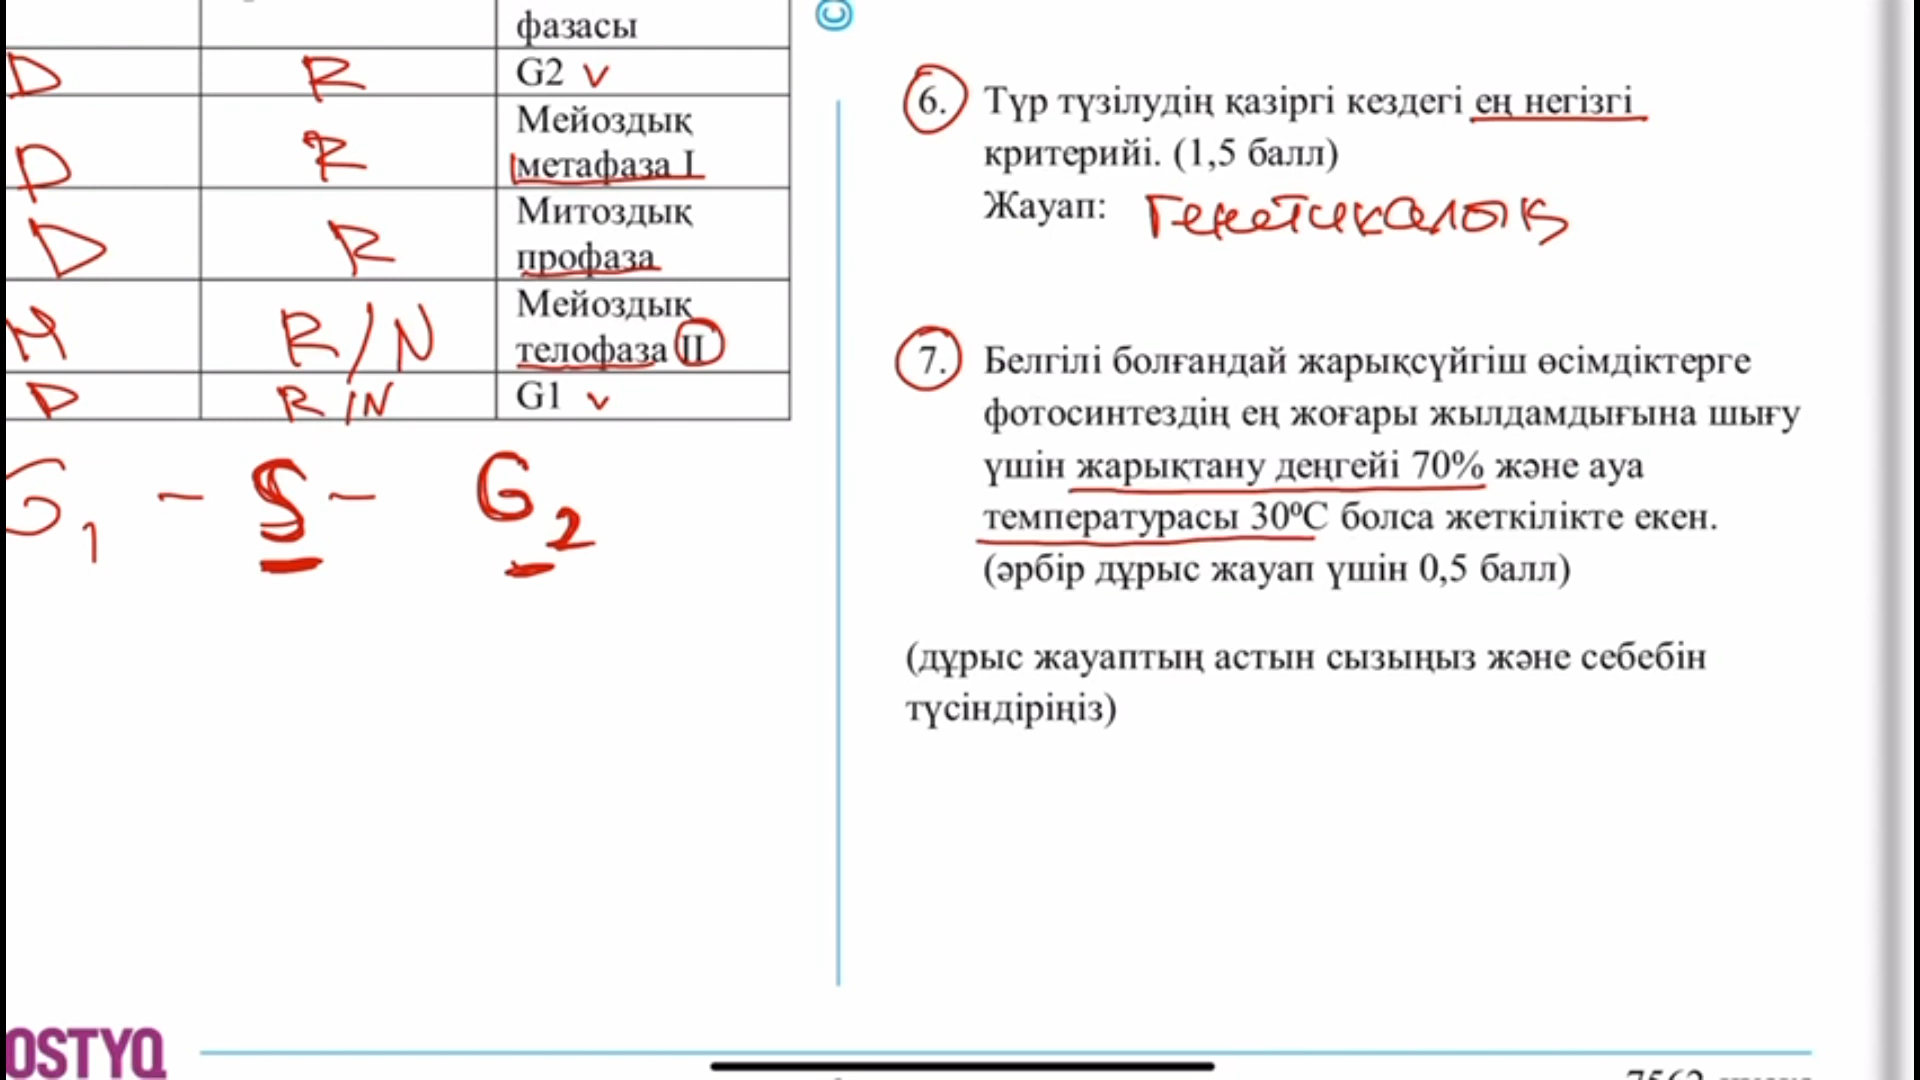 фазасы
D R G2 v
D R Мейоздық
метафаза I
D R Митоздық
профаза
R/N Мейоздық
телофаза II
D R/N G1 v
G1 - S - G2
©
6. Түр түзілудің қазіргі кездегі ең негізгі
критерийі. (1,5 балл)
Жауап: Генетикалық
7. Белгілі болғандай жарықсүйгіш өсімдіктерге
фотосинтездің ең жоғары жылдамдығына шығу
үшін жарықтану деңгейі 70% және ауа
температурасы 30⁰С болса жеткілікте екен.
(әрбір дұрыс жауап үшін 0,5 балл)
(дұрыс жауаптың астын сызыңыз және себебін
түсіндіріңіз)
OSTYQ